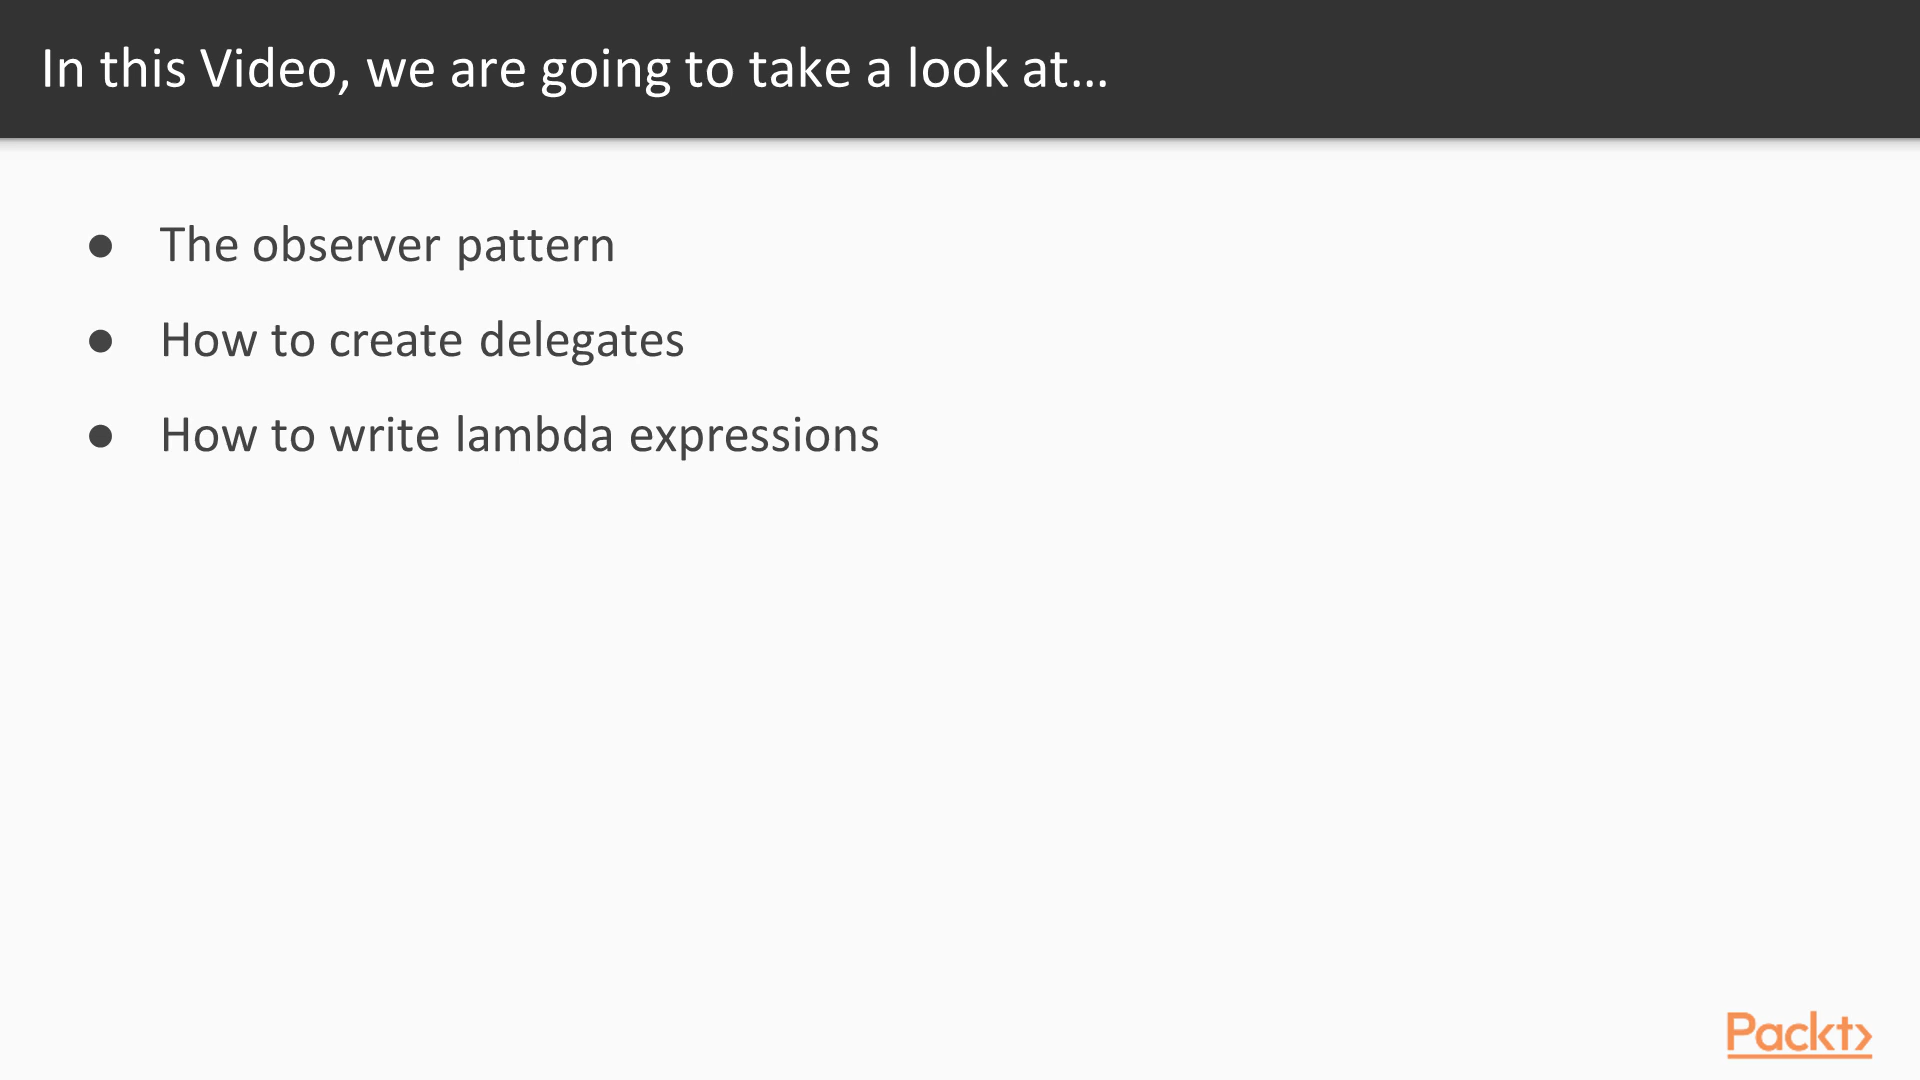 In this Video, we are going to take a look at...
● The observer pattern
● How to create delegates
● How to write lambda expressions
Packt>